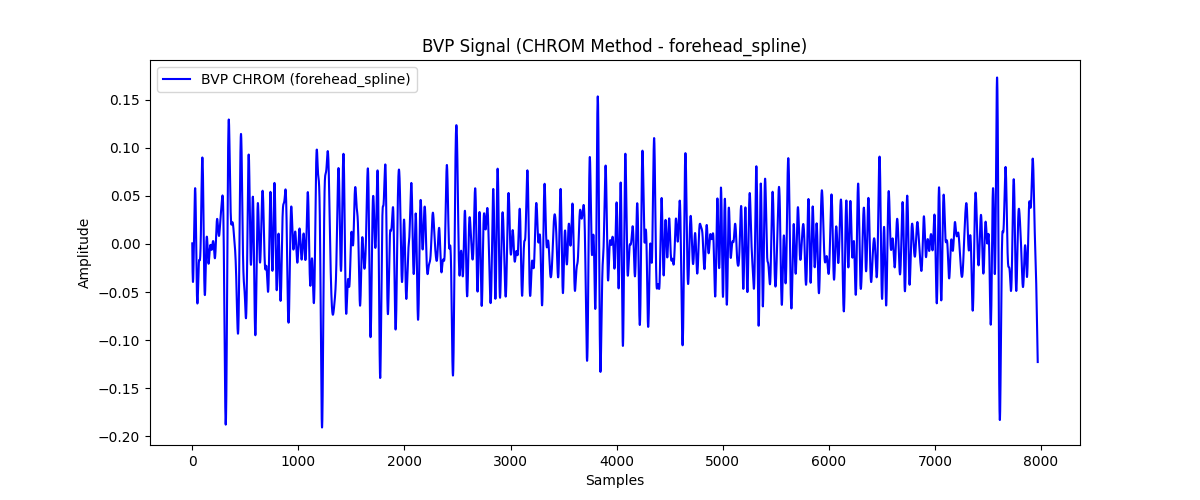 BVP Signal (CHROM Method - forehead_spline)
BVP CHROM (forehead_spline)
0.15
0.10
0.05
0.00
−0.05
−0.10
−0.15
−0.20
Amplitude
0 1000 2000 3000 4000 5000 6000 7000 8000
Samples